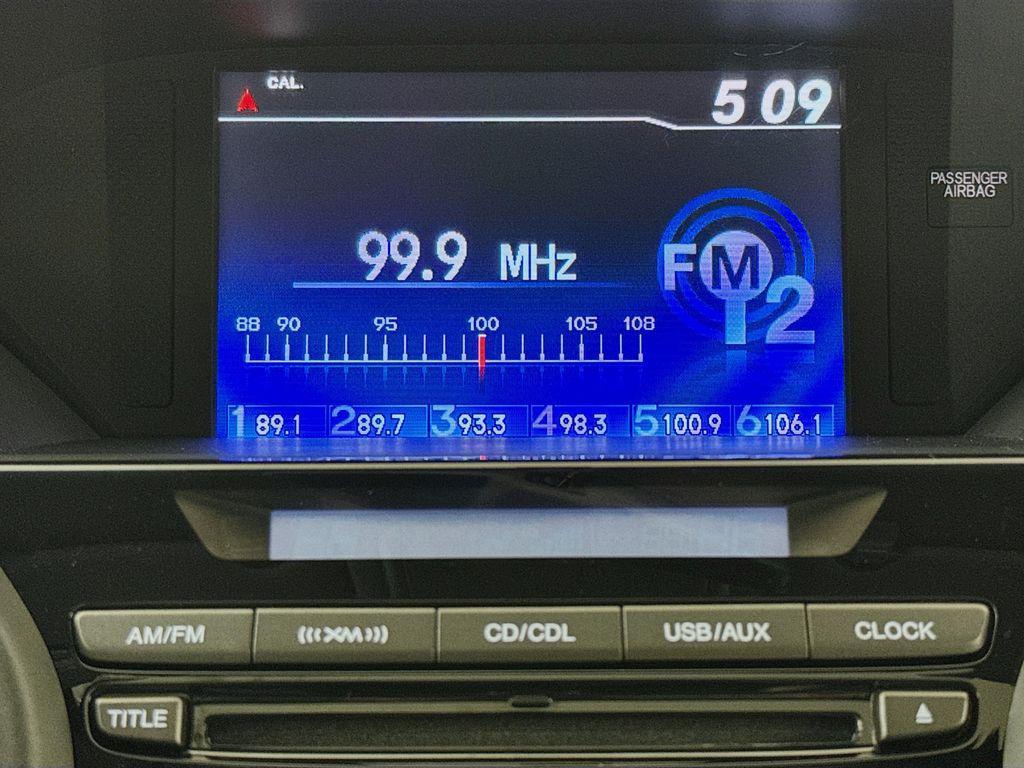 CAL.
5 09
PASSENGER
AIRBAG
99.9 MHz
FM2
88 90 95 100 105 108
1 89.1 2 89.7 3 93.3 4 98.3 5 100.9 6 106.1
AM/FM (((XM))) CD/CDL USB/AUX CLOCK
TITLE